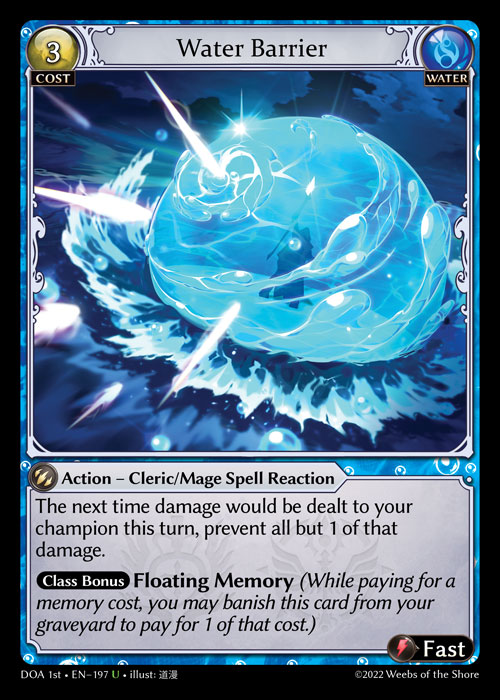 3
Water Barrier
COST
WATER
Action – Cleric/Mage Spell Reaction
The next time damage would be dealt to your
champion this turn, prevent all but 1 of that
damage.
Class Bonus Floating Memory (While paying for a
memory cost, you may banish this card from your
graveyard to pay for 1 of that cost.)
Fast
DOA 1st • EN-197 U • illust: 道漫
©2022 Weebs of the Shore